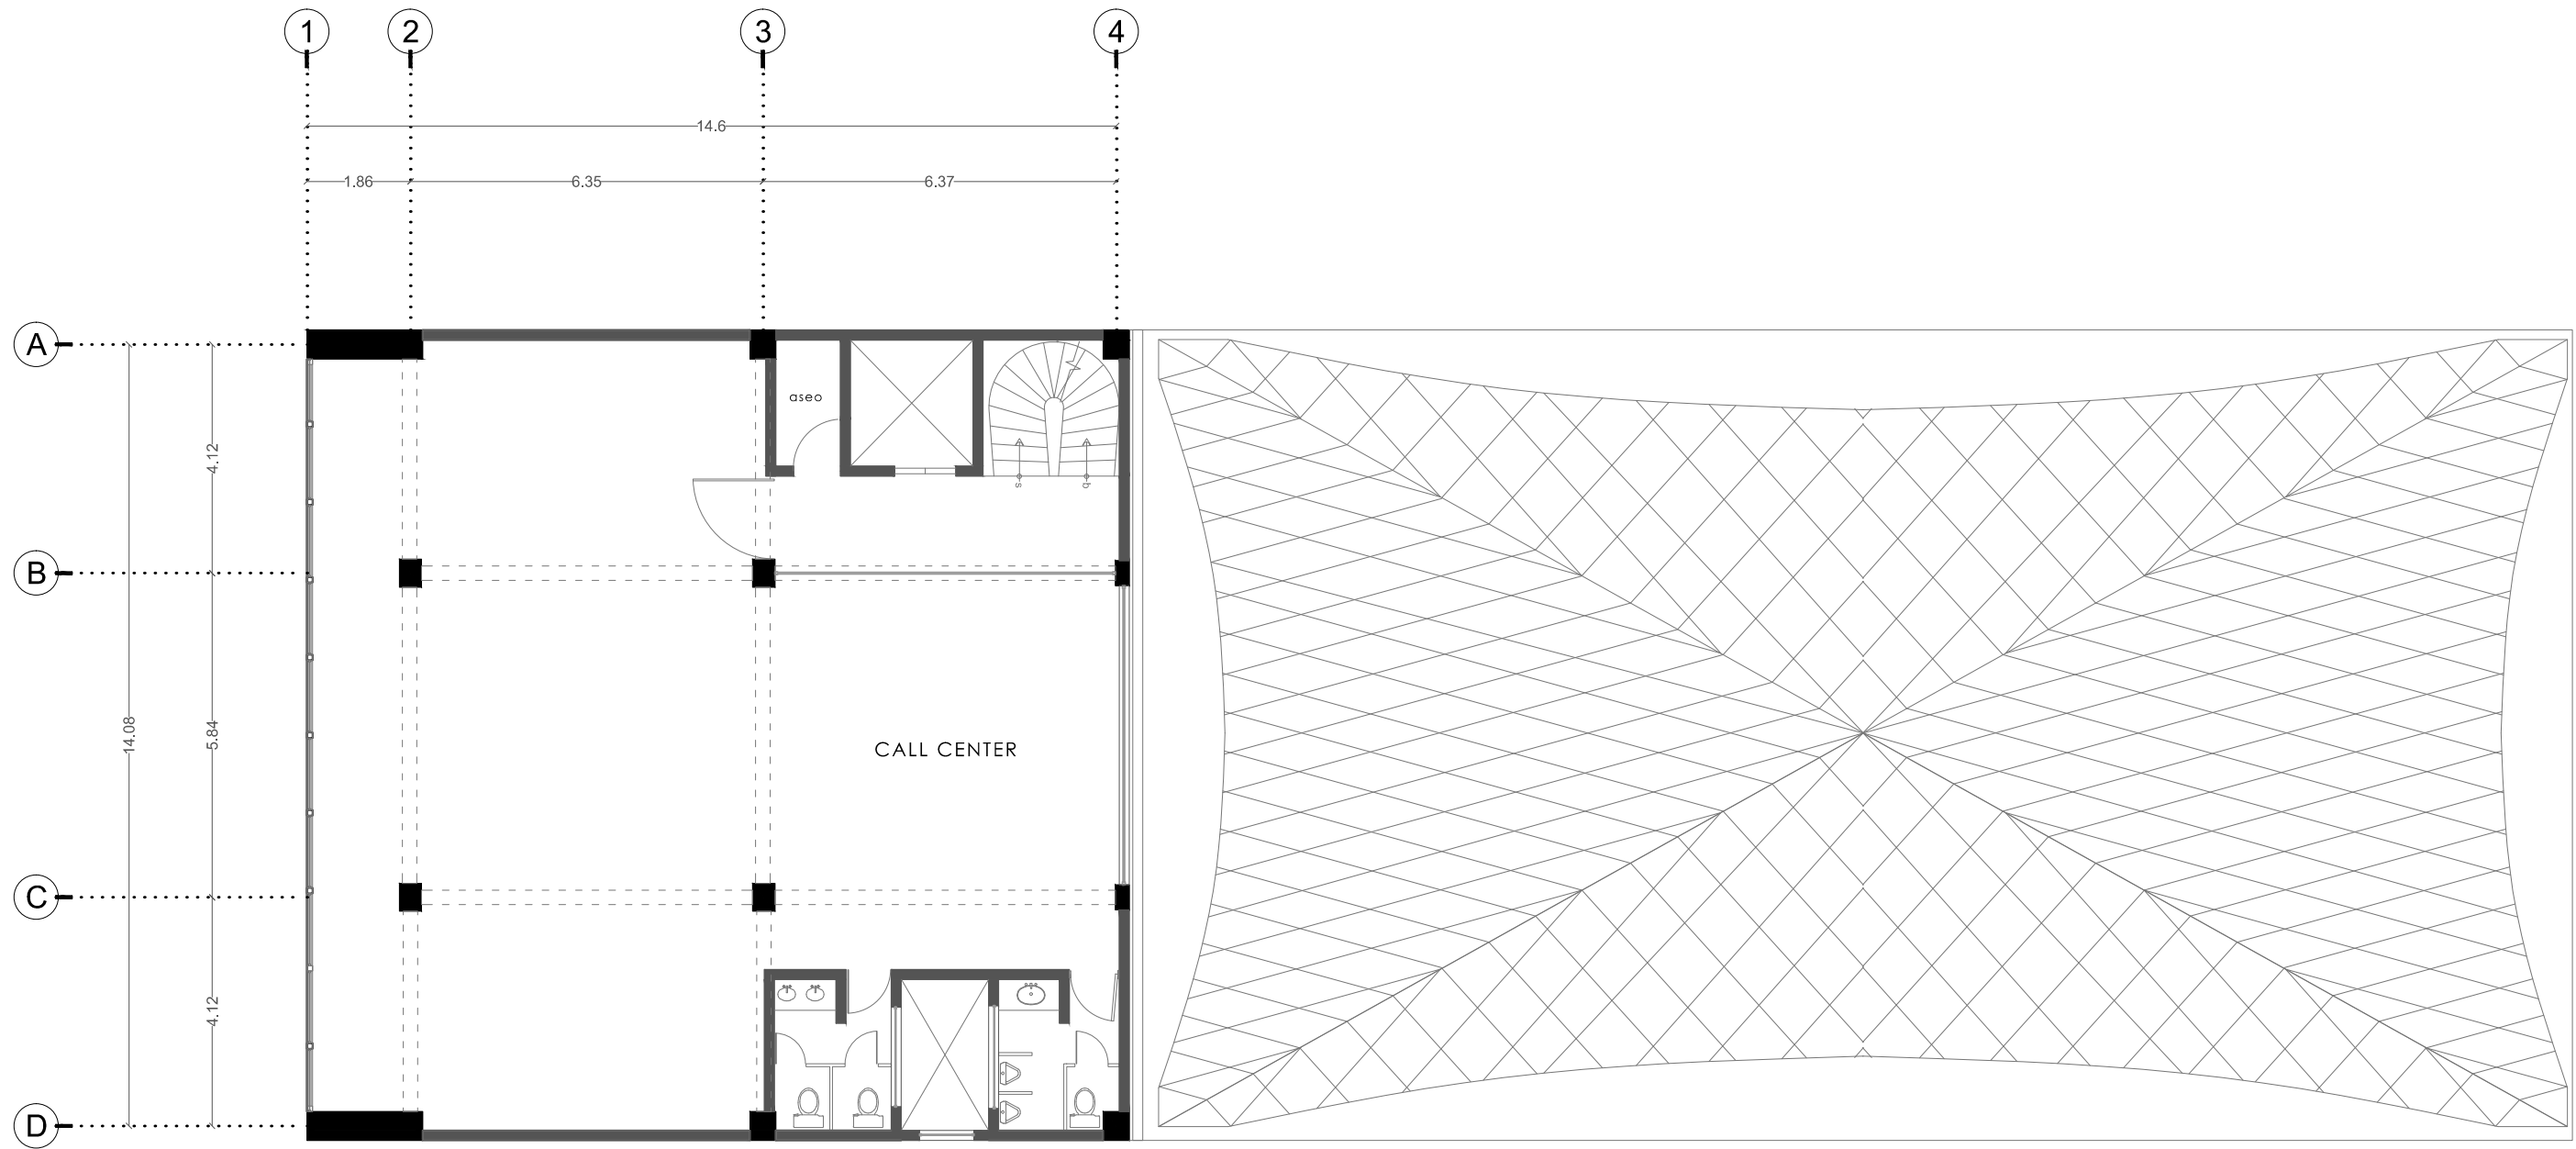 1 2 3 4
14.6
1.86 6.35 6.37
A
aseo
4.12
s b
B
14.08
5.84
CALL CENTER
C
4.12
D